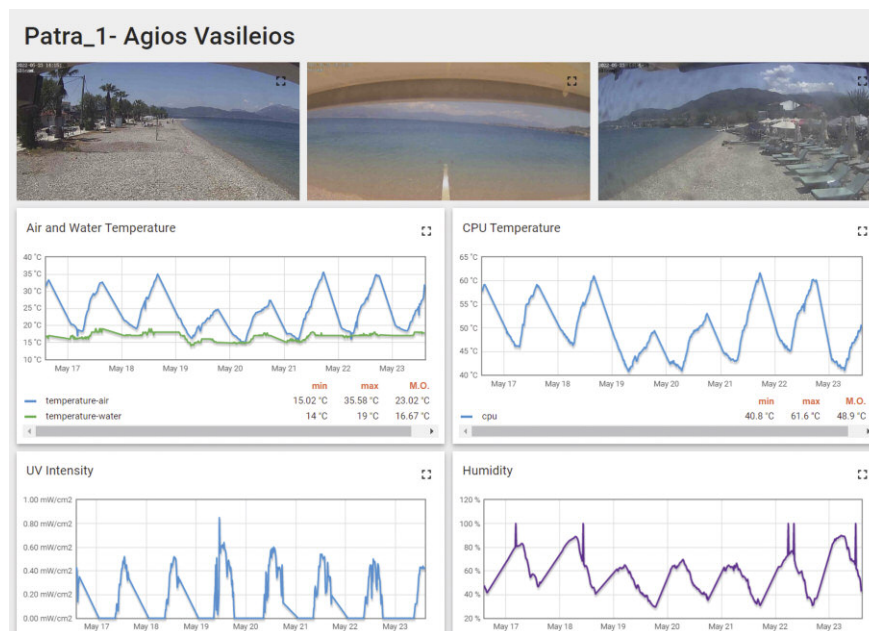 Patra_1- Agios Vasileios
Air and Water Temperature
40 °C
35 °C
30 °C
25 °C
20 °C
15 °C
10 °C
May 17 May 18 May 19 May 20 May 21 May 22 May 23
min max M.O.
temperature-air 15.02 °C 35.58 °C 23.02 °C
temperature-water 14 °C 19 °C 16.67 °C
CPU Temperature
65 °C
60 °C
55 °C
50 °C
45 °C
40 °C
May 17 May 18 May 19 May 20 May 21 May 22 May 23
min max M.O.
cpu 40.8 °C 61.6 °C 48.9 °C
UV Intensity
1.00 mW/cm2
0.80 mW/cm2
0.60 mW/cm2
0.40 mW/cm2
0.20 mW/cm2
0.00 mW/cm2
May 17 May 18 May 19 May 20 May 21 May 22 May 23
Humidity
120 %
100 %
80 %
60 %
40 %
20 %
May 17 May 18 May 19 May 20 May 21 May 22 May 23